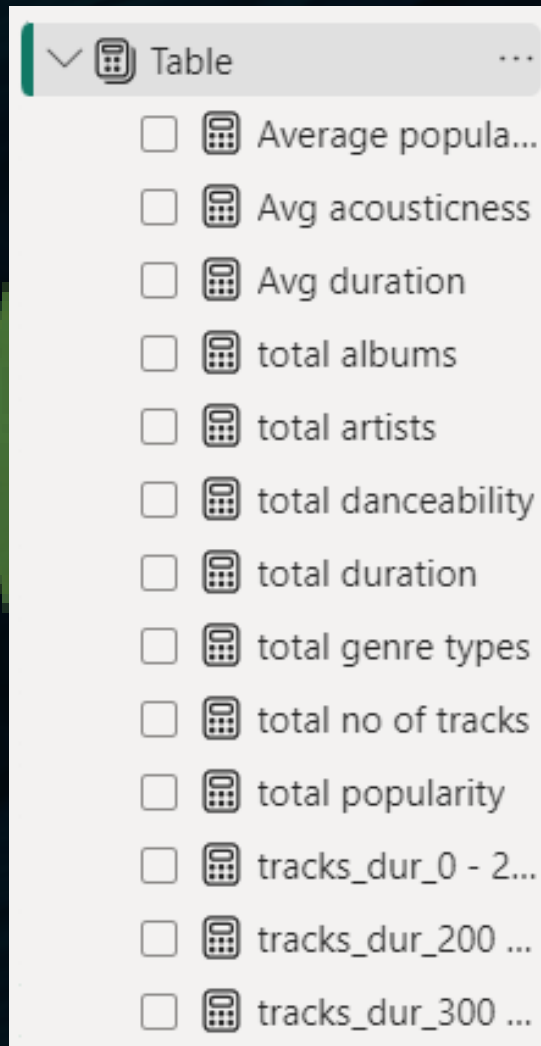 Table ...
Average popula...
Avg acousticness
Avg duration
total albums
total artists
total danceability
total duration
total genre types
total no of tracks
total popularity
tracks_dur_0 - 2...
tracks_dur_200 ...
tracks_dur_300 ...